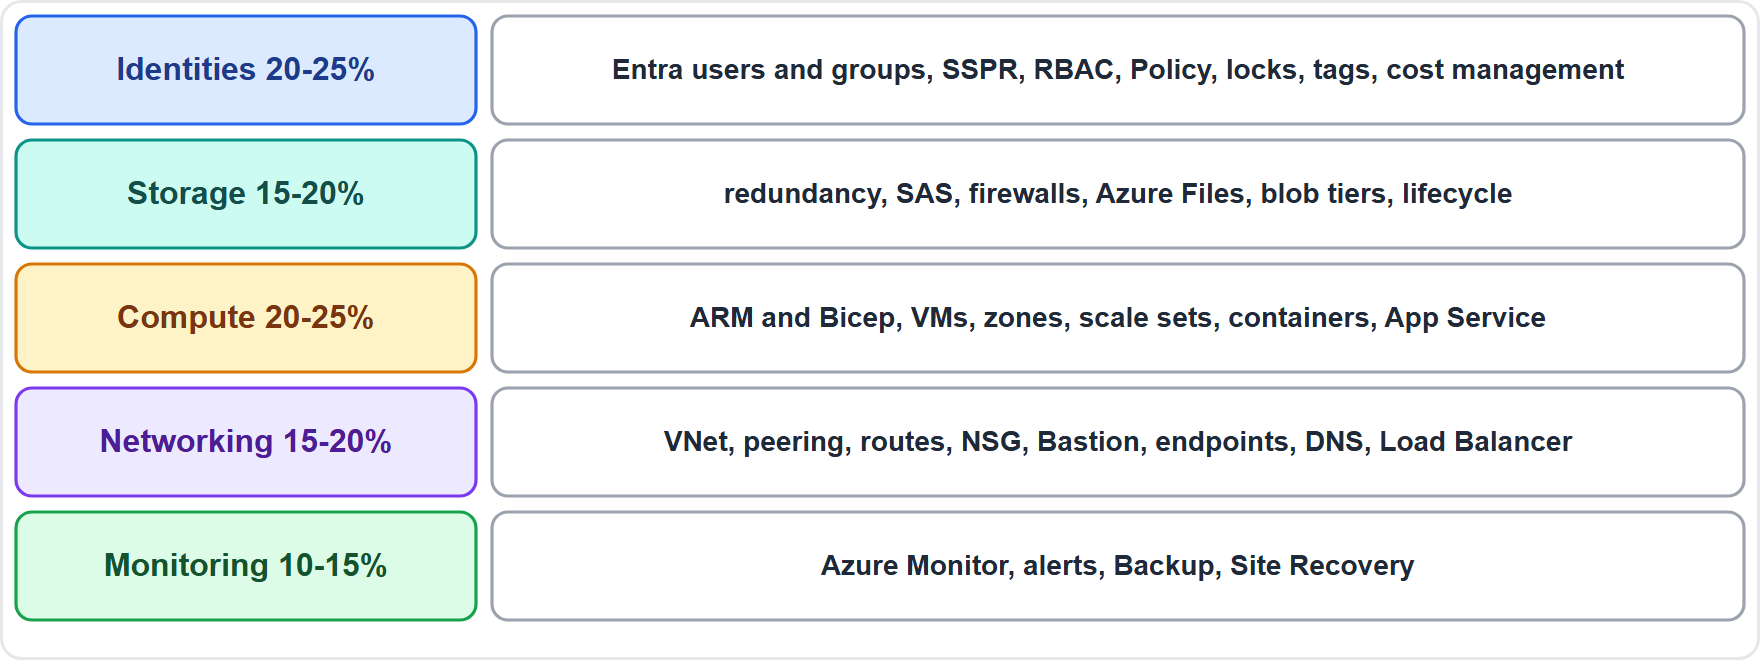 Identities 20-25%
Entra users and groups, SSPR, RBAC, Policy, locks, tags, cost management
Storage 15-20%
redundancy, SAS, firewalls, Azure Files, blob tiers, lifecycle
Compute 20-25%
ARM and Bicep, VMs, zones, scale sets, containers, App Service
Networking 15-20%
VNet, peering, routes, NSG, Bastion, endpoints, DNS, Load Balancer
Monitoring 10-15%
Azure Monitor, alerts, Backup, Site Recovery